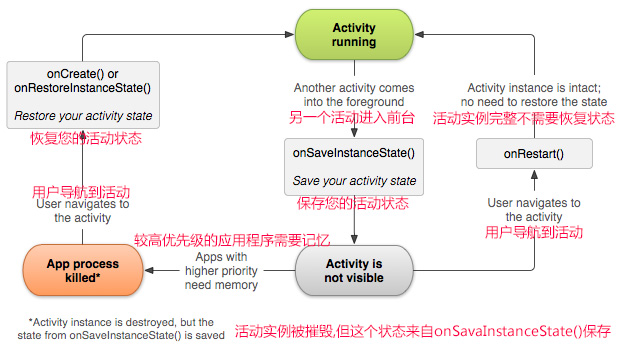 Activity
running
onCreate() or
onRestoreInstanceState()
Restore your activity state
恢复您的活动状态
Another activity comes
into the foreground
另一个活动进入前台
Activity instance is intact;
no need to restore the state
活动实例完整不需要恢复状态
onSaveInstanceState()
Save your activity state
保存您的活动状态
onRestart()
用户导航到活动
User navigates to
the activity
User navigates to
the activity
用户导航到活动
较高优先级的应用程序需要记忆
App process
killed*
Apps with
higher priority
need memory
Activity is
not visible
*Activity instance is destroyed, but the
state from onSaveInstanceState() is saved
活动实例被摧毁,但这个状态来自onSavaInstanceState()保存